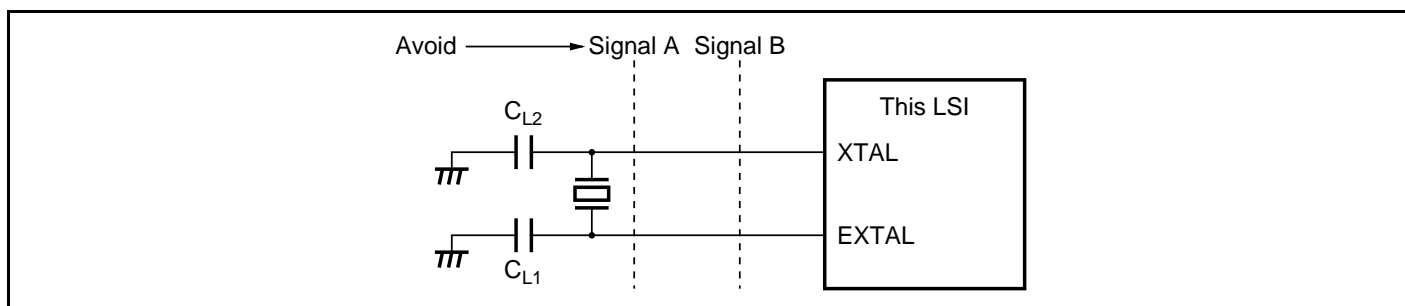 Avoid Signal A Signal B
This LSI
CL2
XTAL
EXTAL
CL1